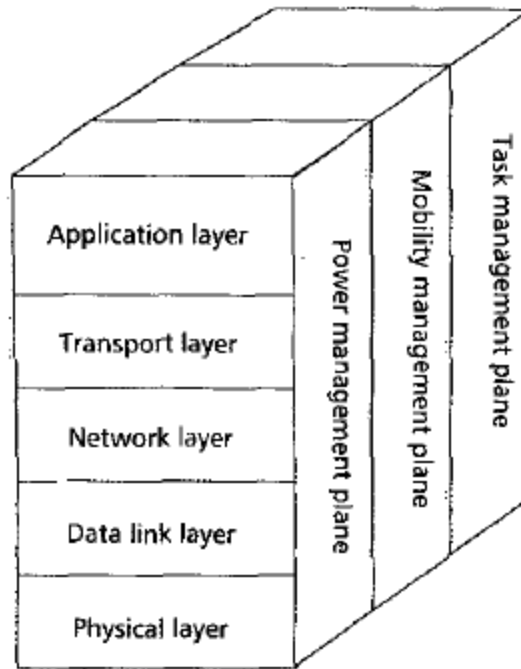 Application layer
Transport layer
Network layer
Data link layer
Physical layer
Power management plane
Mobility management plane
Task management plane